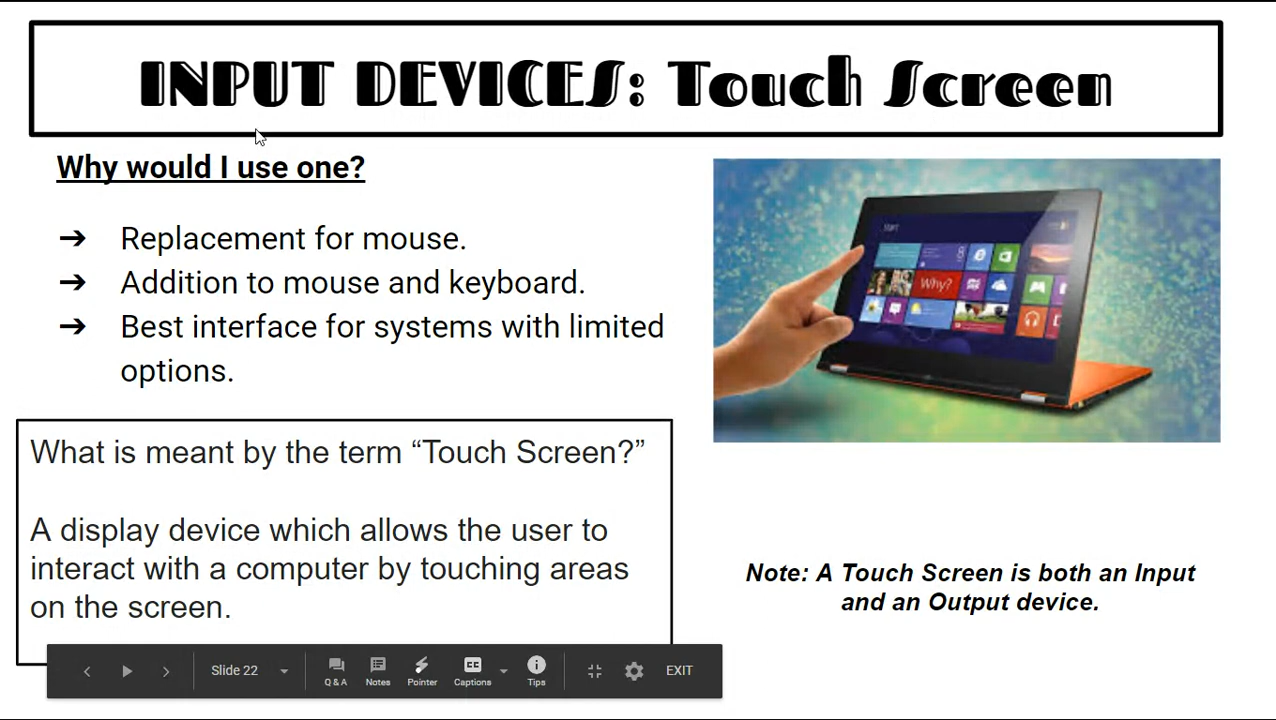 INPUT DEVICES: Touch Screen
Why would I use one?
➔ Replacement for mouse.
➔ Addition to mouse and keyboard.
➔ Best interface for systems with limited
options.
START
Why?
What is meant by the term “Touch Screen?”
A display device which allows the user to
interact with a computer by touching areas
on the screen.
Note: A Touch Screen is both an Input
and an Output device.
Slide 22
Q & A
Notes
Pointer
CC
Captions
Tips
EXIT